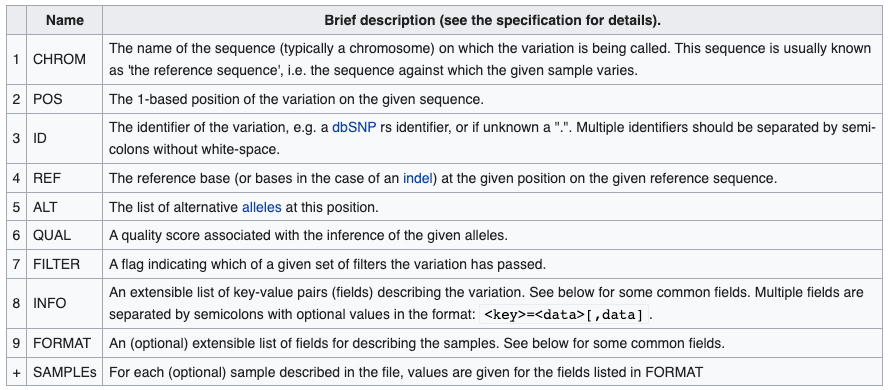 Name Brief description (see the specification for details).
1 CHROM The name of the sequence (typically a chromosome) on which the variation is being called. This sequence is usually known
as 'the reference sequence', i.e. the sequence against which the given sample varies.
2 POS The 1-based position of the variation on the given sequence.
3 ID The identifier of the variation, e.g. a dbSNP rs identifier, or if unknown a ".". Multiple identifiers should be separated by semi-
colons without white-space.
4 REF The reference base (or bases in the case of an indel) at the given position on the given reference sequence.
5 ALT The list of alternative alleles at this position.
6 QUAL A quality score associated with the inference of the given alleles.
7 FILTER A flag indicating which of a given set of filters the variation has passed.
8 INFO An extensible list of key-value pairs (fields) describing the variation. See below for some common fields. Multiple fields are
separated by semicolons with optional values in the format: <key>=<data>[,data].
9 FORMAT An (optional) extensible list of fields for describing the samples. See below for some common fields.
+ SAMPLEs For each (optional) sample described in the file, values are given for the fields listed in FORMAT